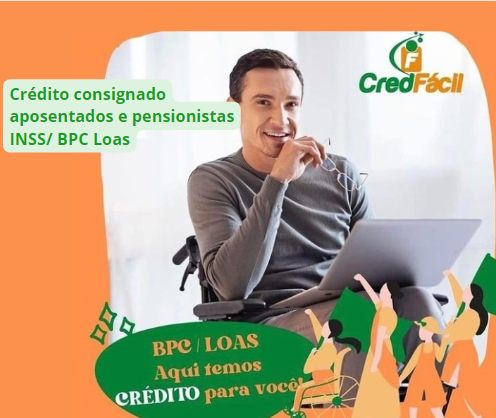 CredFácil
Crédito consignado
aposentados e pensionistas
INSS/ BPC Loas
BPC / LOAS
Aqui temos
CRÉDITO para você!